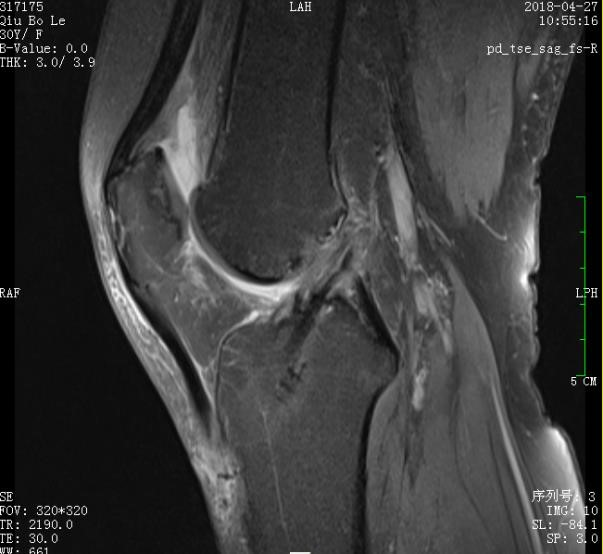 317175
Qiu Bo Le
30Y/ F
B-Value: 0.0
THK: 3.0/ 3.9
LAH
2018-04-27
10:55:16
pd_tse_sag_fs-R
RAF
LPH
5 CM
SE
FOV: 320*320
TR: 2190.0
TE: 30.0
WW: 661
序列号: 3
IMG: 10
SL: -84.1
SP: 3.0